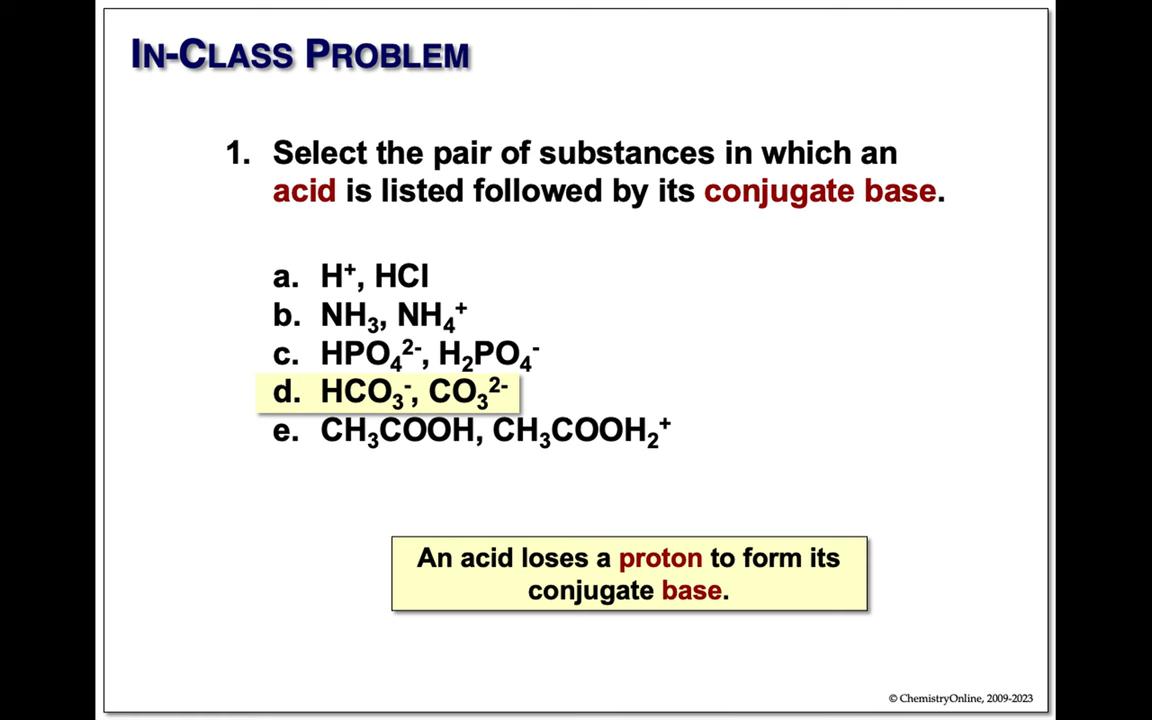 IN-CLASS PROBLEM
1. Select the pair of substances in which an
acid is listed followed by its conjugate base.
a. H⁺, HCl
b. NH₃, NH₄⁺
c. HPO₄²⁻, H₂PO₄⁻
d. HCO₃⁻, CO₃²⁻
e. CH₃COOH, CH₃COOH₂⁺
An acid loses a proton to form its
conjugate base.
© ChemistryOnline, 2009-2023